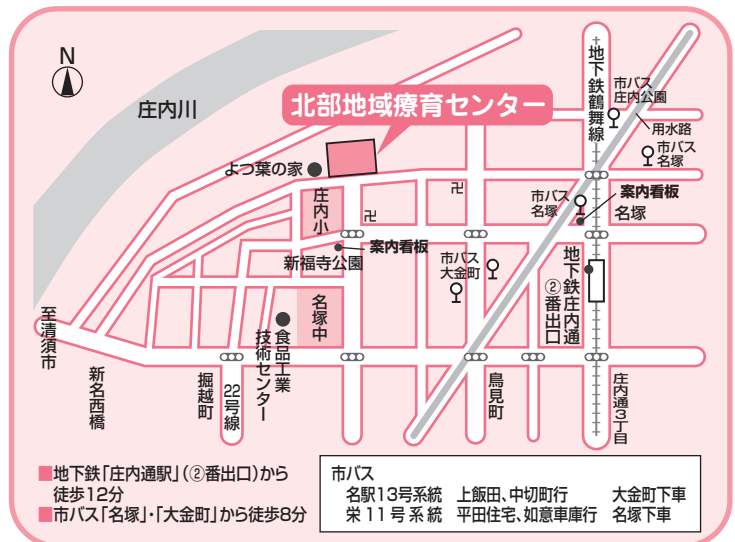 N
庄内川
北部地域療育センター
地下鉄鶴舞線
市バス
庄内公園
用水路
市バス
名塚
よつ葉の家
庄内小
卍
卍
市バス
名塚
案内看板
名塚
案内看板
新福寺公園
市バス
大金町
地下鉄庄内通
②番出口
名塚中
食品工業
技術センター
至清須市
新名西橋
堀越町
22号線
鳥見町
庄内通3丁目
■地下鉄「庄内通駅」(②番出口)から
徒歩12分
■市バス「名塚」・「大金町」から徒歩8分
市バス
名駅13号系統 上飯田、中切町行 大金町下車
栄11号系統 平田住宅、如意車庫行 名塚下車